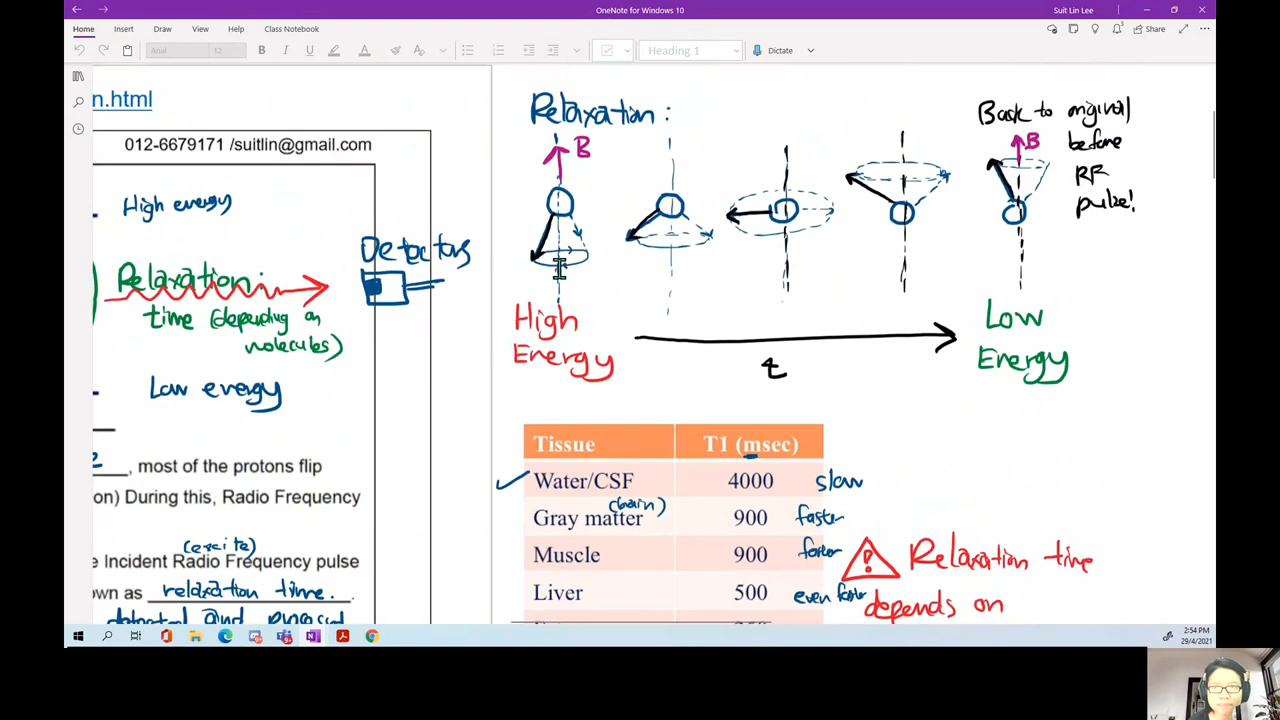 OneNote for Windows 10
Suit Lin Lee
Home Insert Draw View Help Class Notebook
Share
Arial 12 B I U A Heading 1 Dictate
n.html
012-6679171 /suitlin@gmail.com
High energy
Detectors
Relaxation:
time (depending on
molecules)
Low energy
, most of the protons flip
on) During this, Radio Frequency
(excite)
e Incident Radio Frequency pulse
own as relaxation time.
Relaxation:
B
Back to original
before
RF
pulse!
B
High
Energy
t
Low
Energy
Tissue T1 (msec)
Water/CSF 4000 slow
(brain)
Gray matter 900 faster
Muscle 900 faster
Liver 500 even faster
Relaxation time
depends on
2:54 PM
29/4/2021